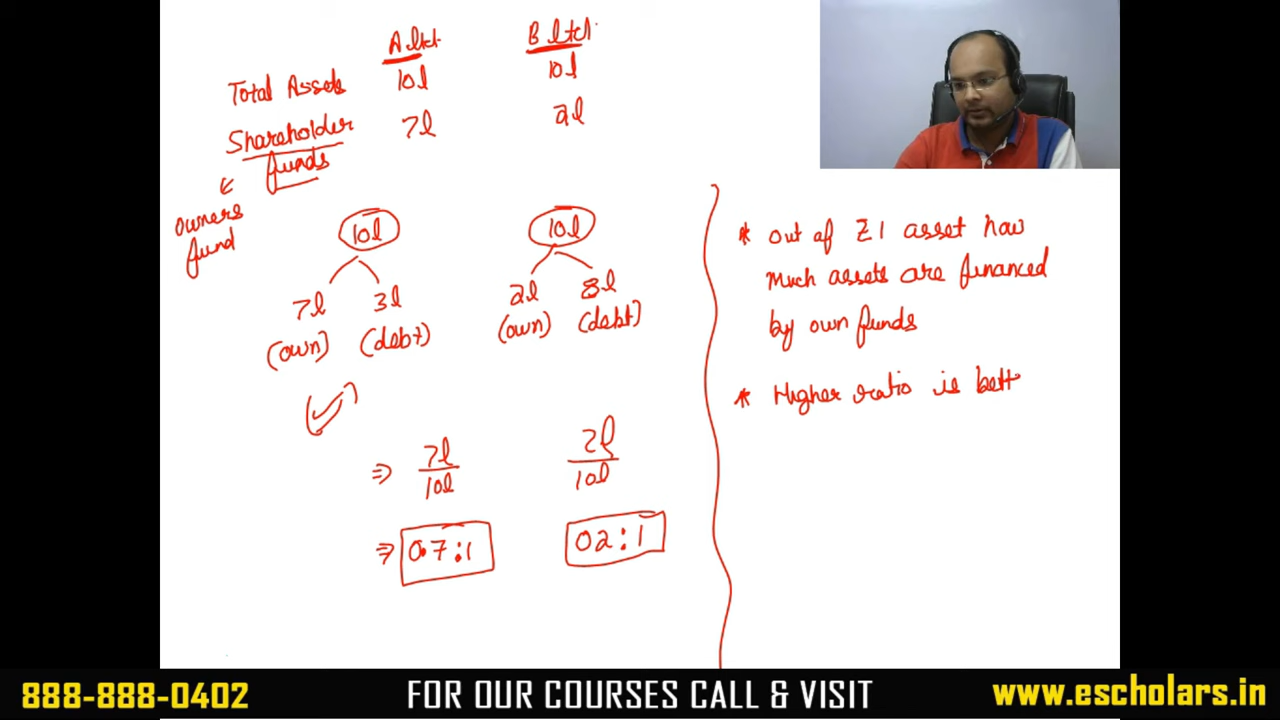 A ltd. B ltd.
Total Assets 10l 10l
Shareholder funds 7l 2l
owners fund
10l 10l
7l 3l 2l 8l
(own) (debt) (own) (debt)
⇒ 7l/10l 2l/10l
⇒ 0.7:1 02:1
* out of ₹1 asset how
much assets are financed
by own funds
* Higher ratio is bett
888-888-0402 FOR OUR COURSES CALL & VISIT www.escholars.in